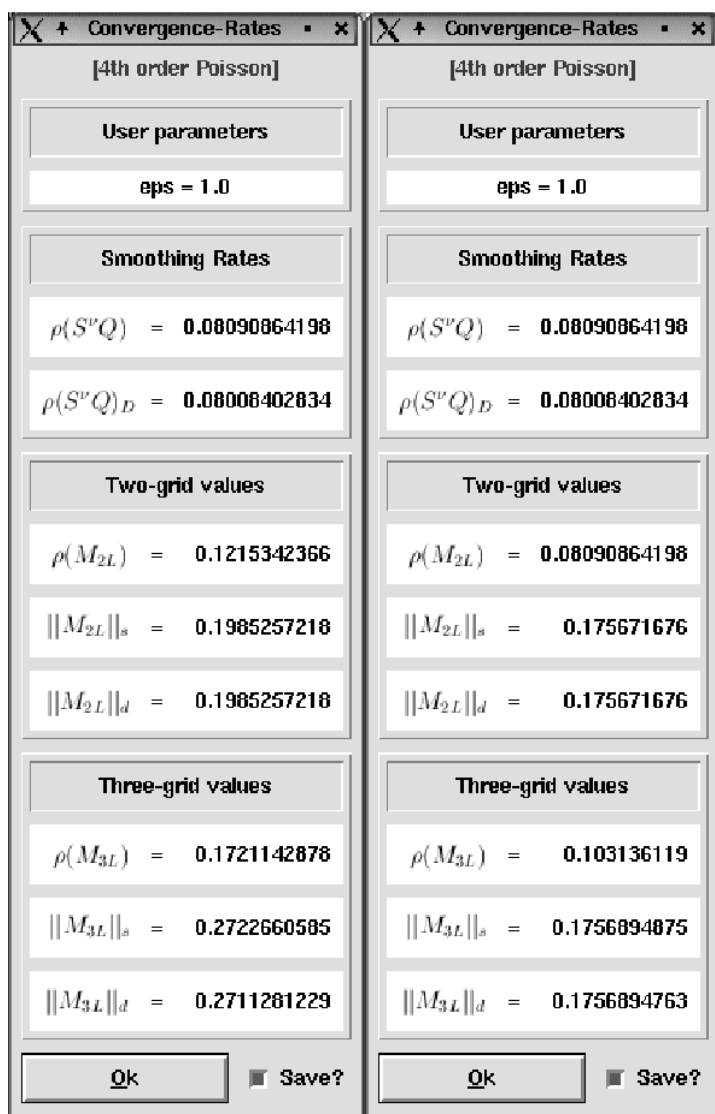 Convergence-Rates
[4th order Poisson]
User parameters
eps = 1.0
Smoothing Rates
ρ(S^νQ) = 0.08090864198
ρ(S^νQ)_D = 0.08008402834
Two-grid values
ρ(M_2L) = 0.1215342366
||M_2L||_s = 0.1985257218
||M_2L||_d = 0.1985257218
Three-grid values
ρ(M_3L) = 0.1721142878
||M_3L||_s = 0.2722660585
||M_3L||_d = 0.2711281229
Ok Save?
Convergence-Rates
[4th order Poisson]
User parameters
eps = 1.0
Smoothing Rates
ρ(S^νQ) = 0.08090864198
ρ(S^νQ)_D = 0.08008402834
Two-grid values
ρ(M_2L) = 0.08090864198
||M_2L||_s = 0.175671676
||M_2L||_d = 0.175671676
Three-grid values
ρ(M_3L) = 0.103136119
||M_3L||_s = 0.1756894875
||M_3L||_d = 0.1756894763
Ok Save?